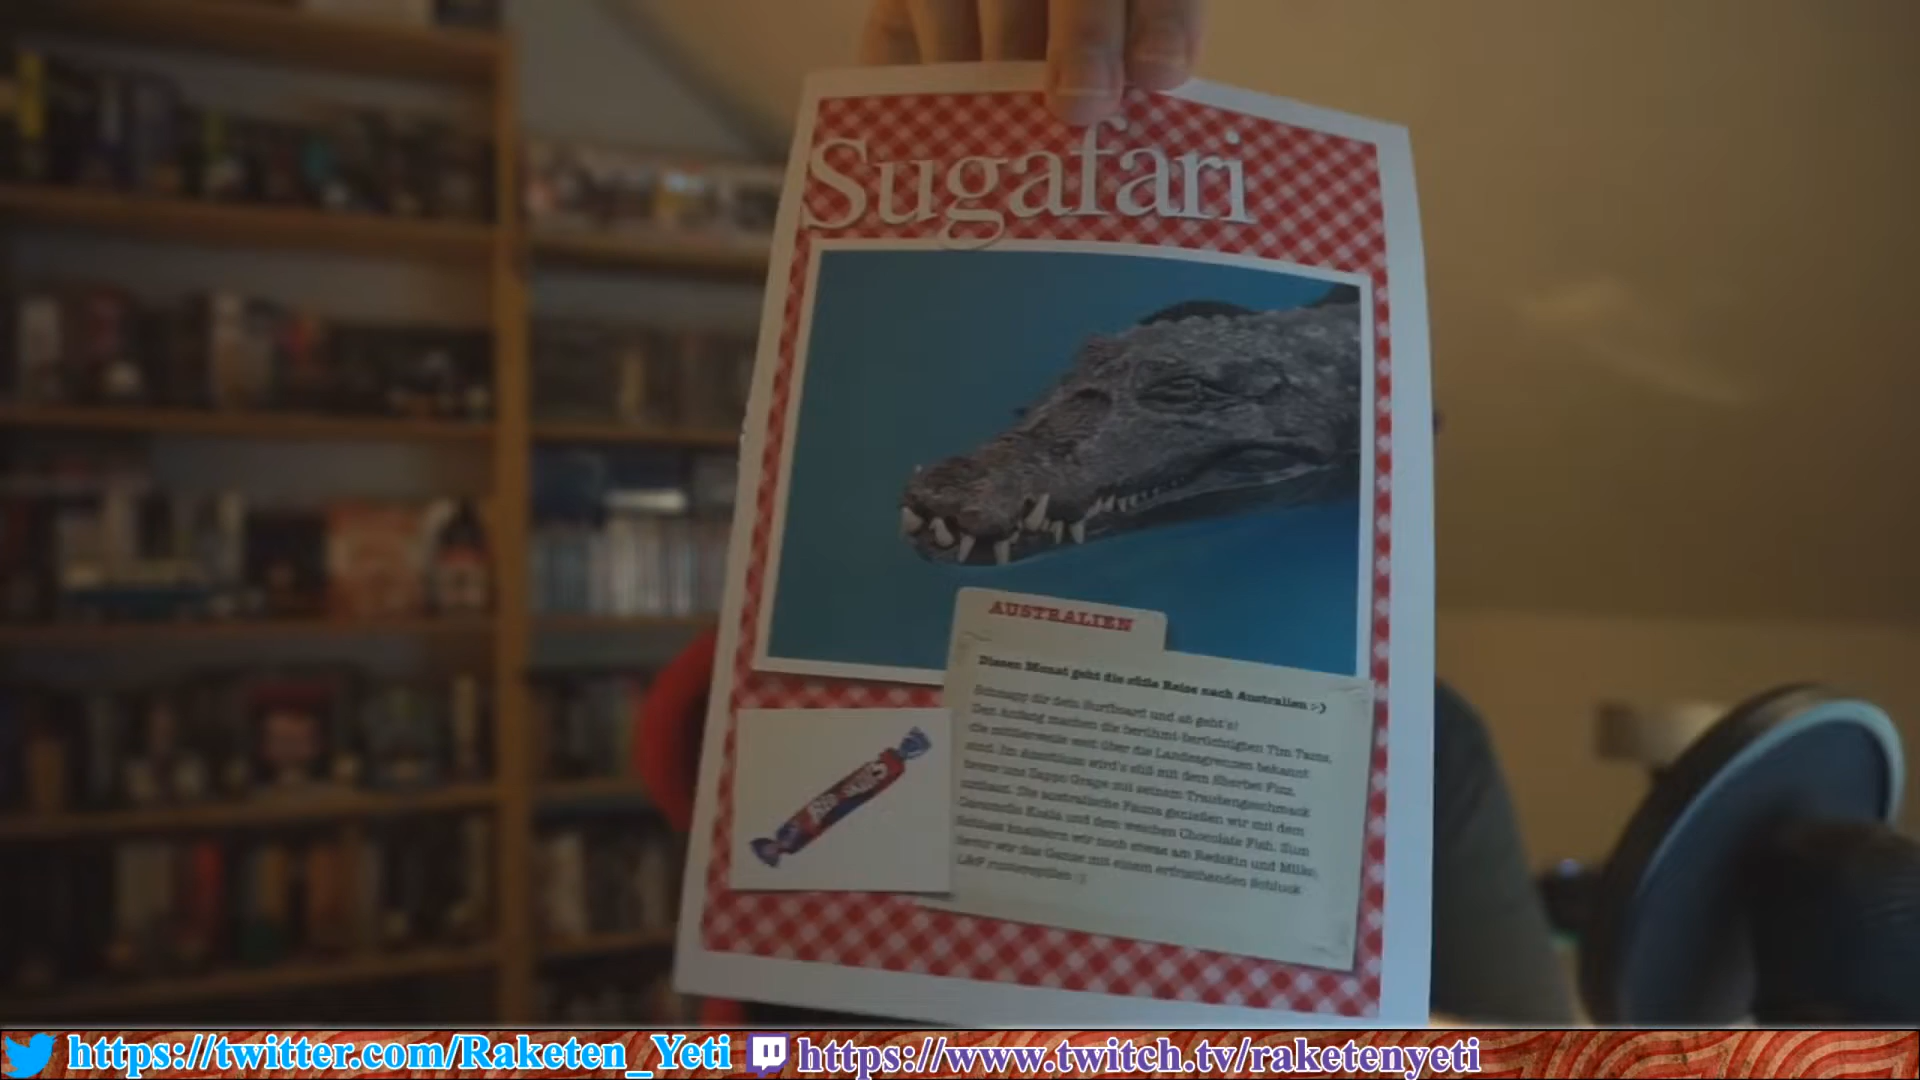 Sugafari
AUSTRALIEN
Diesen Monat geht die süße Reise nach Australien :-)
Schnapp dir dein Surfboard und ab geht's!
Den Anfang machen die berühmt-berüchtigten Tim Tams,
die mittlerweile weit über die Landesgrenzen bekannt
sind. Im Anschluss wird's süß mit dem Sherbet Fizz,
bevor uns Zappo Grape mit seinem Traubengeschmack
umhaut. Die australische Fauna genießen wir mit dem
Caramello Koala und dem weichen Chocolate Fish. Zum
Schluss knabbern wir noch etwas am Redskin und Milko,
bevor wir das Ganze mit einem erfrischenden Schluck
L&P runterspülen :-)
https://twitter.com/Raketen_Yeti https://www.twitch.tv/raketenyeti